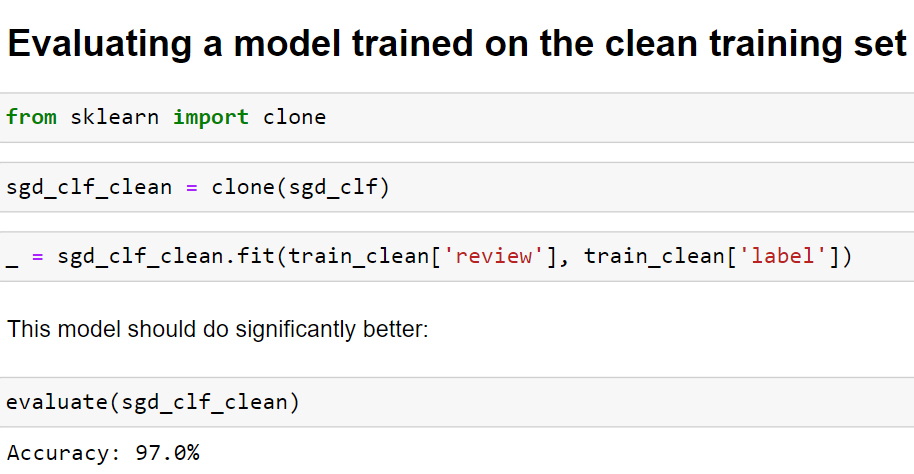 Evaluating a model trained on the clean training set
from sklearn import clone
sgd_clf_clean = clone(sgd_clf)
_ = sgd_clf_clean.fit(train_clean['review'], train_clean['label'])
This model should do significantly better:
evaluate(sgd_clf_clean)
Accuracy: 97.0%